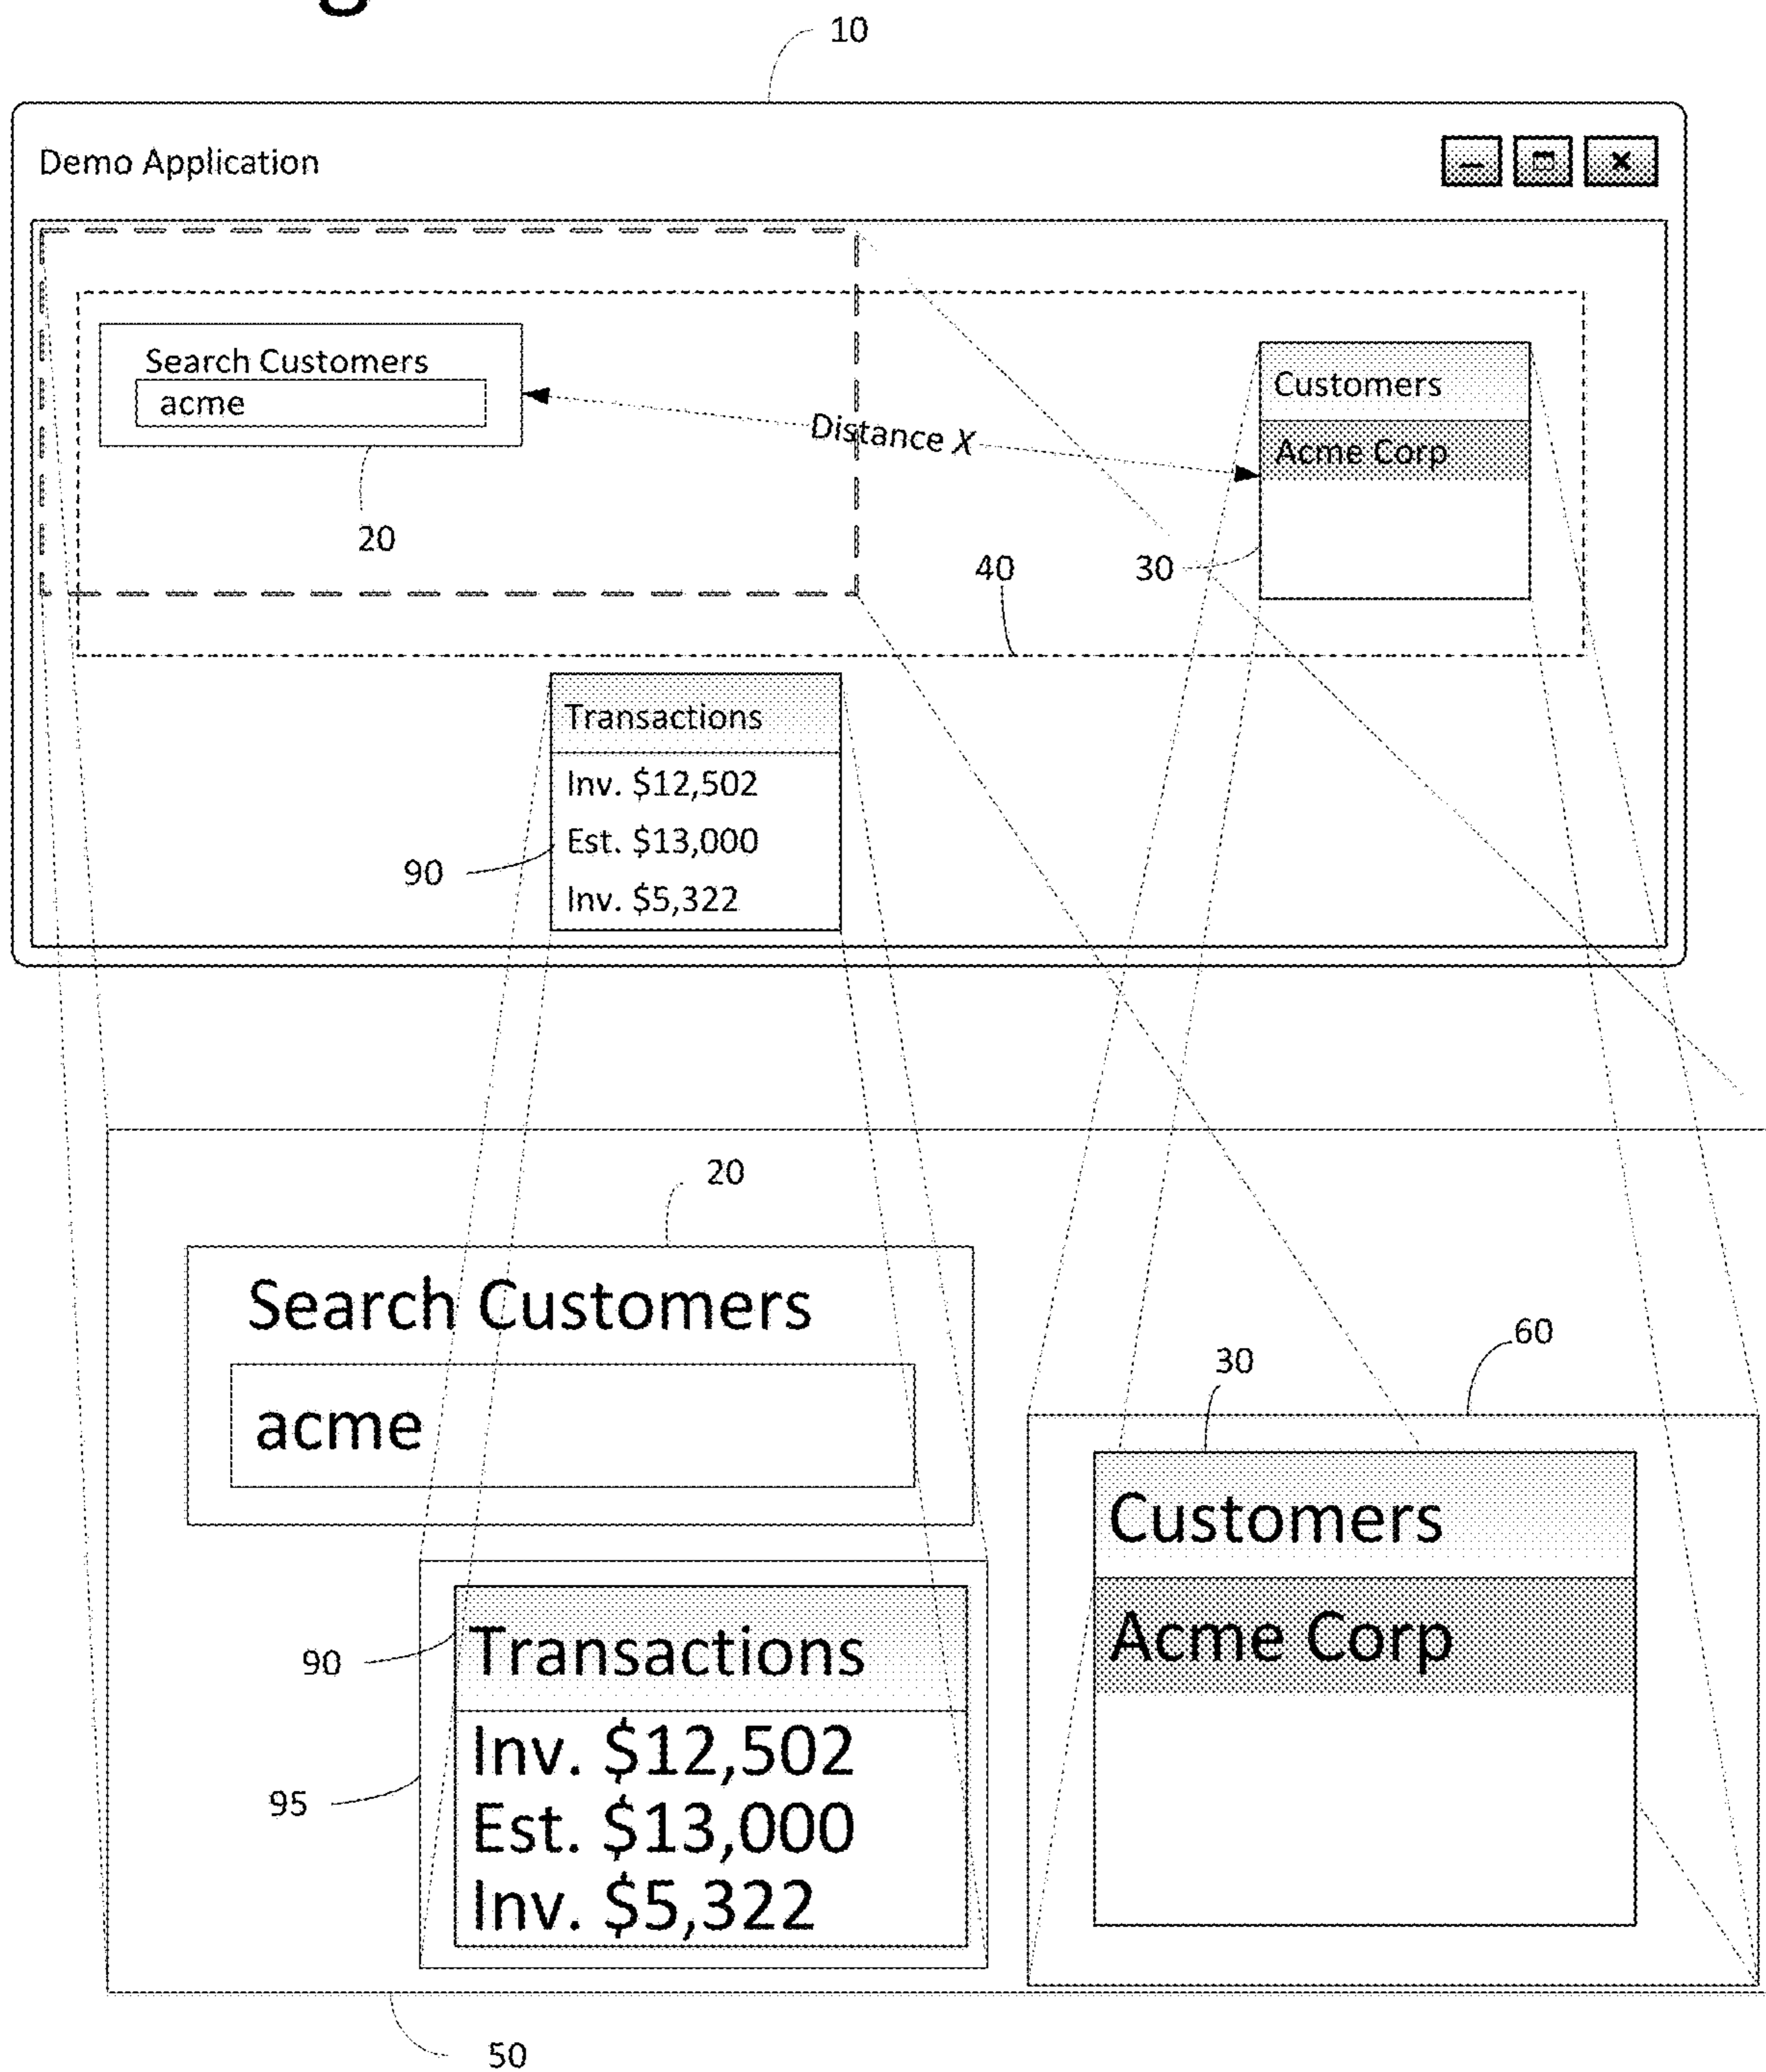 10
Demo Application
Search Customers
acme
Customers
Acme Corp
Distance X
20
40
30
Transactions
Inv. $12,502
Est. $13,000
Inv. $5,322
90
20
Search Customers
acme
60
30
Customers
Acme Corp
90
Transactions
Inv. $12,502
Est. $13,000
Inv. $5,322
95
50